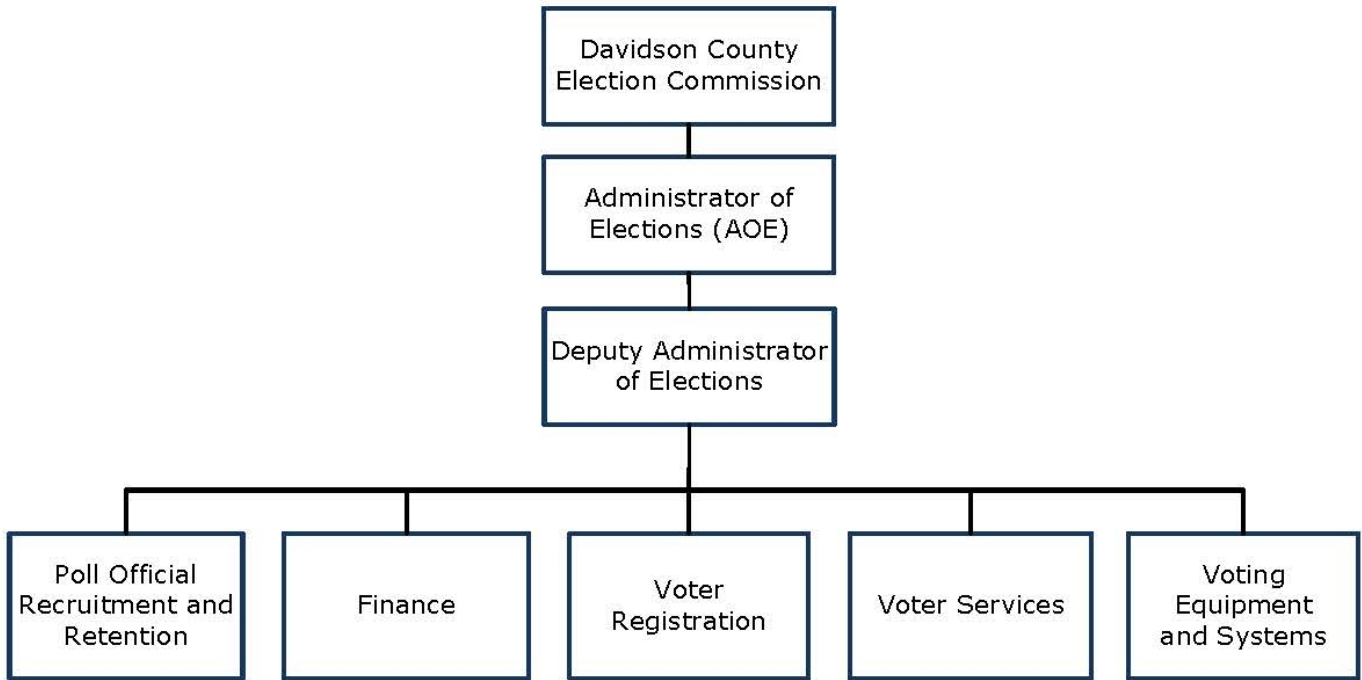 Davidson County
Election Commission
Administrator of
Elections (AOE)
Deputy Administrator
of Elections
Poll Official
Recruitment and
Retention
Finance
Voter
Registration
Voter Services
Voting
Equipment
and Systems